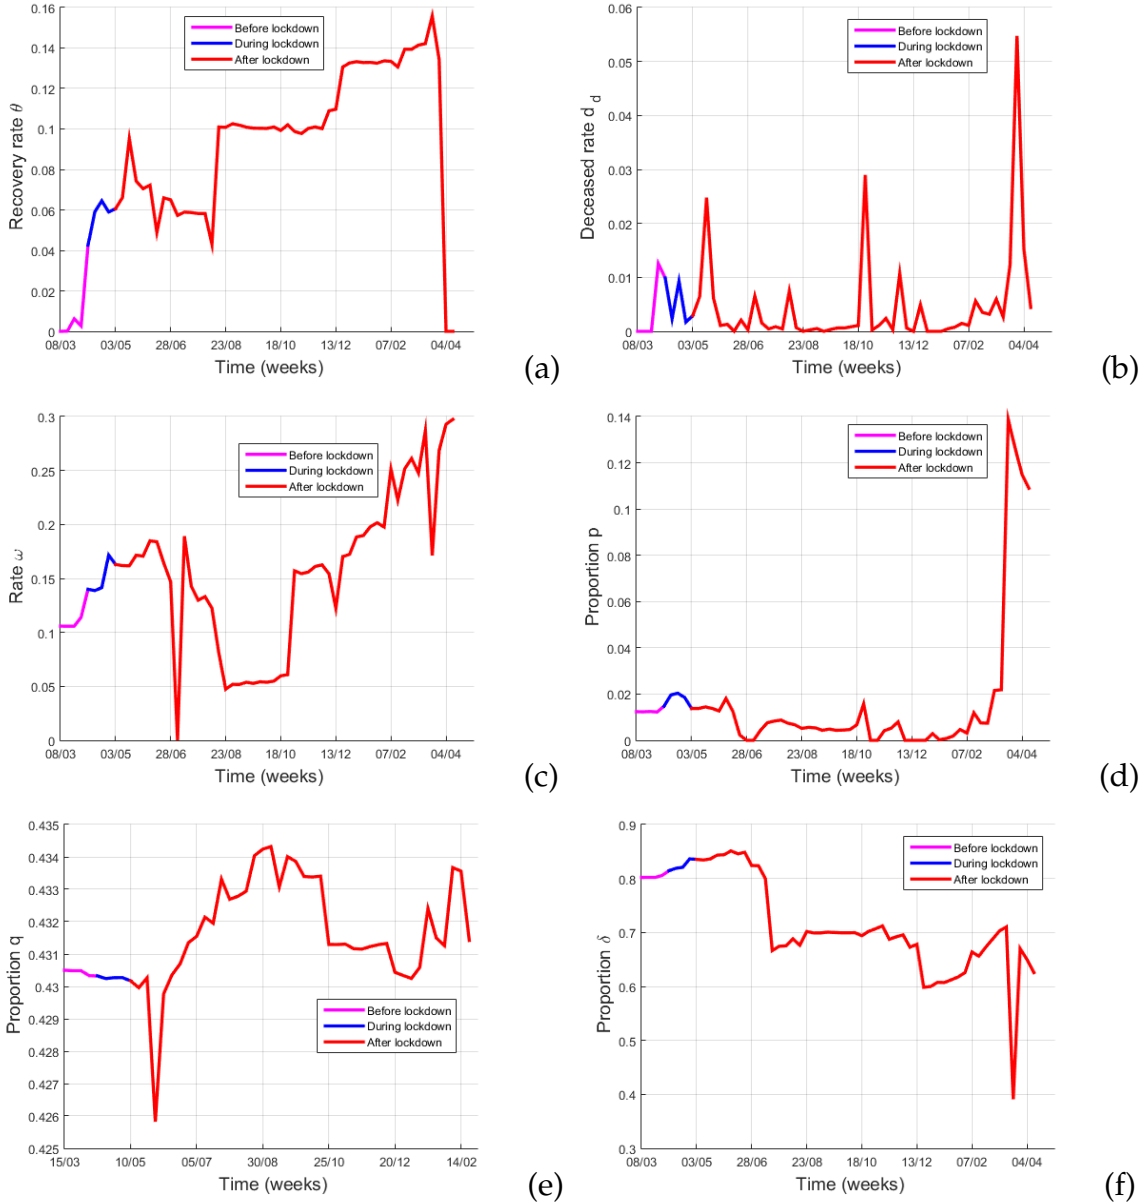 0.16
0.14
0.12
0.1
0.08
0.06
0.04
0.02
0
Recovery rate θ
Before lockdown
During lockdown
After lockdown
08/03 03/05 28/06 23/08 18/10 13/12 07/02 04/04
Time (weeks)
(a)
0.06
0.05
0.04
0.03
0.02
0.01
0
Deceased rate d d
Before lockdown
During lockdown
After lockdown
08/03 03/05 28/06 23/08 18/10 13/12 07/02 04/04
Time (weeks)
(b)
0.3
0.25
0.2
0.15
0.1
0.05
0
Rate ω
Before lockdown
During lockdown
After lockdown
08/03 03/05 28/06 23/08 18/10 13/12 07/02 04/04
Time (weeks)
(c)
0.14
0.12
0.1
0.08
0.06
0.04
0.02
0
Proportion p
Before lockdown
During lockdown
After lockdown
08/03 03/05 28/06 23/08 18/10 13/12 07/02 04/04
Time (weeks)
(d)
0.435
0.434
0.433
0.432
0.431
0.43
0.429
0.428
0.427
0.426
0.425
Proportion q
Before lockdown
During lockdown
After lockdown
15/03 10/05 05/07 30/08 25/10 20/12 14/02
Time (weeks)
(e)
0.9
0.8
0.7
0.6
0.5
0.4
0.3
Proportion δ
Before lockdown
During lockdown
After lockdown
08/03 03/05 28/06 23/08 18/10 13/12 07/02 04/04
Time (weeks)
(f)